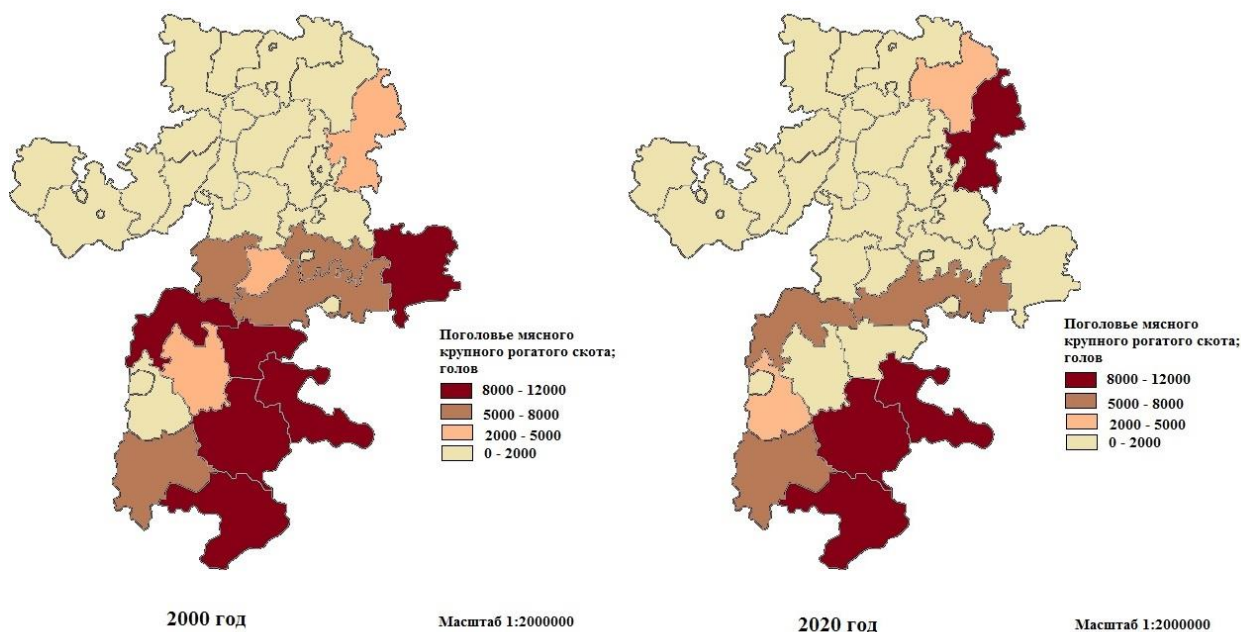 Поголовье мясного
крупного рогатого скота;
голов
8000 - 12000
5000 - 8000
2000 - 5000
0 - 2000
2000 год
Масштаб 1:2000000
Поголовье мясного
крупного рогатого скота;
голов
8000 - 12000
5000 - 8000
2000 - 5000
0 - 2000
2020 год
Масштаб 1:2000000